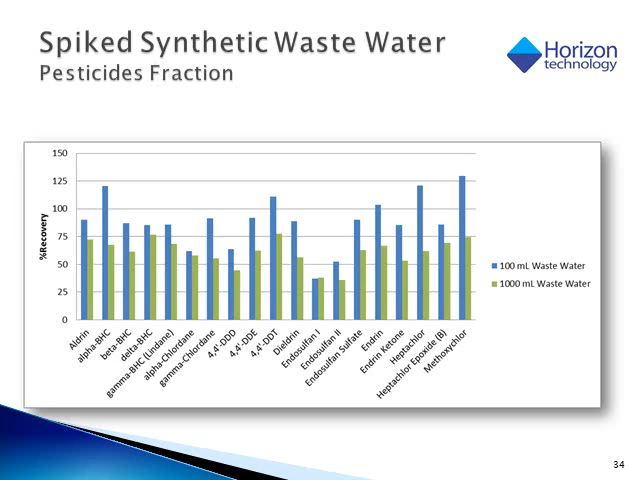 Spiked Synthetic Waste Water
Pesticides Fraction
Horizon
technology
150
125
100
75
50
25
0
%Recovery
Aldrin
alpha-BHC
beta-BHC
delta-BHC
gamma-BHC (Lindane)
alpha-Chlordane
gamma-Chlordane
4,4'-DDD
4,4'-DDE
4,4'-DDT
Dieldrin
Endosulfan I
Endosulfan II
Endosulfan Sulfate
Endrin
Endrin Ketone
Heptachlor
Heptachlor Epoxide (B)
Methoxychlor
100 mL Waste Water
1000 mL Waste Water
34